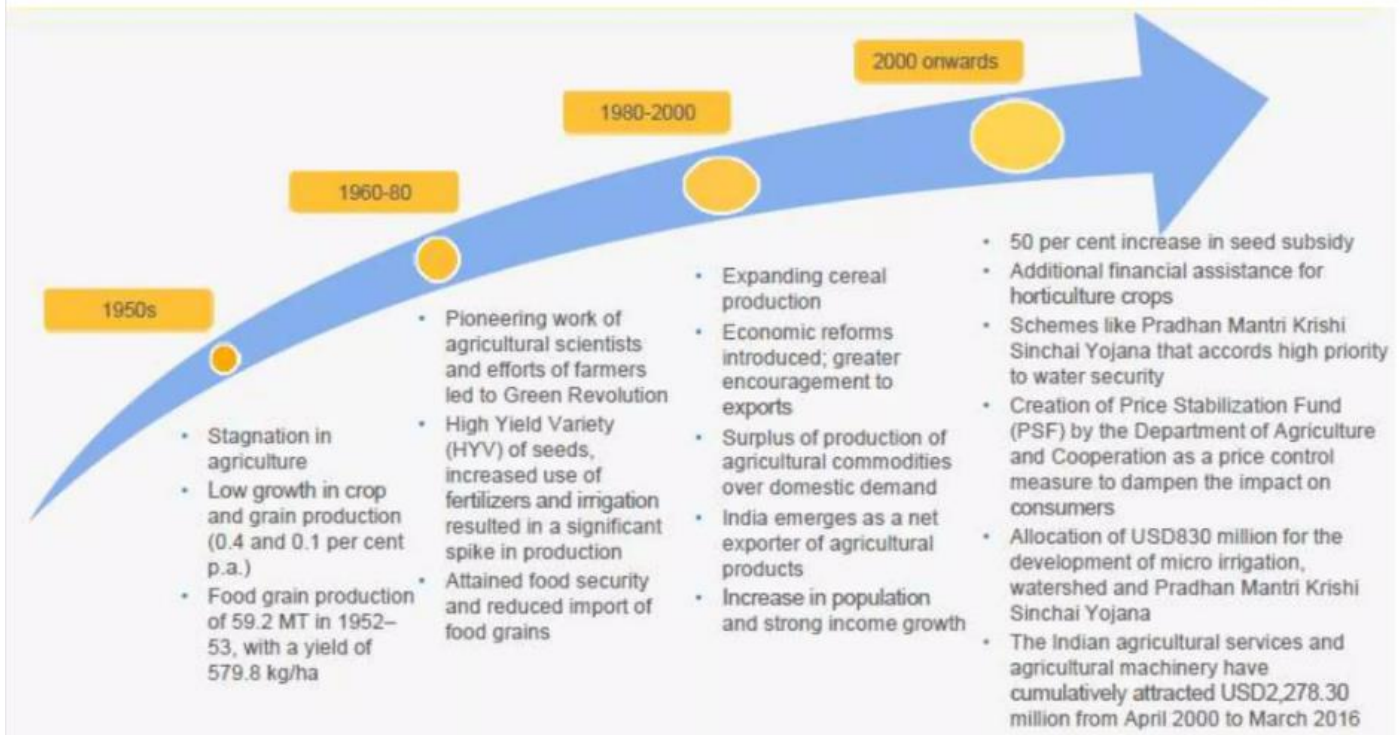 1950s
• Stagnation in
agriculture
• Low growth in crop
and grain production
(0.4 and 0.1 per cent
p.a.)
• Food grain production
of 59.2 MT in 1952–
53, with a yield of
579.8 kg/ha
1960-80
• Pioneering work of
agricultural scientists
and efforts of farmers
led to Green Revolution
• High Yield Variety
(HYV) of seeds,
increased use of
fertilizers and irrigation
resulted in a significant
spike in production
• Attained food security
and reduced import of
food grains
1980-2000
• Expanding cereal
production
• Economic reforms
introduced; greater
encouragement to
exports
• Surplus of production of
agricultural commodities
over domestic demand
• India emerges as a net
exporter of agricultural
products
• Increase in population
and strong income growth
2000 onwards
• 50 per cent increase in seed subsidy
• Additional financial assistance for
horticulture crops
• Schemes like Pradhan Mantri Krishi
Sinchai Yojana that accords high priority
to water security
• Creation of Price Stabilization Fund
(PSF) by the Department of Agriculture
and Cooperation as a price control
measure to dampen the impact on
consumers
• Allocation of USD830 million for the
development of micro irrigation,
watershed and Pradhan Mantri Krishi
Sinchai Yojana
• The Indian agricultural services and
agricultural machinery have
cumulatively attracted USD2,278.30
million from April 2000 to March 2016